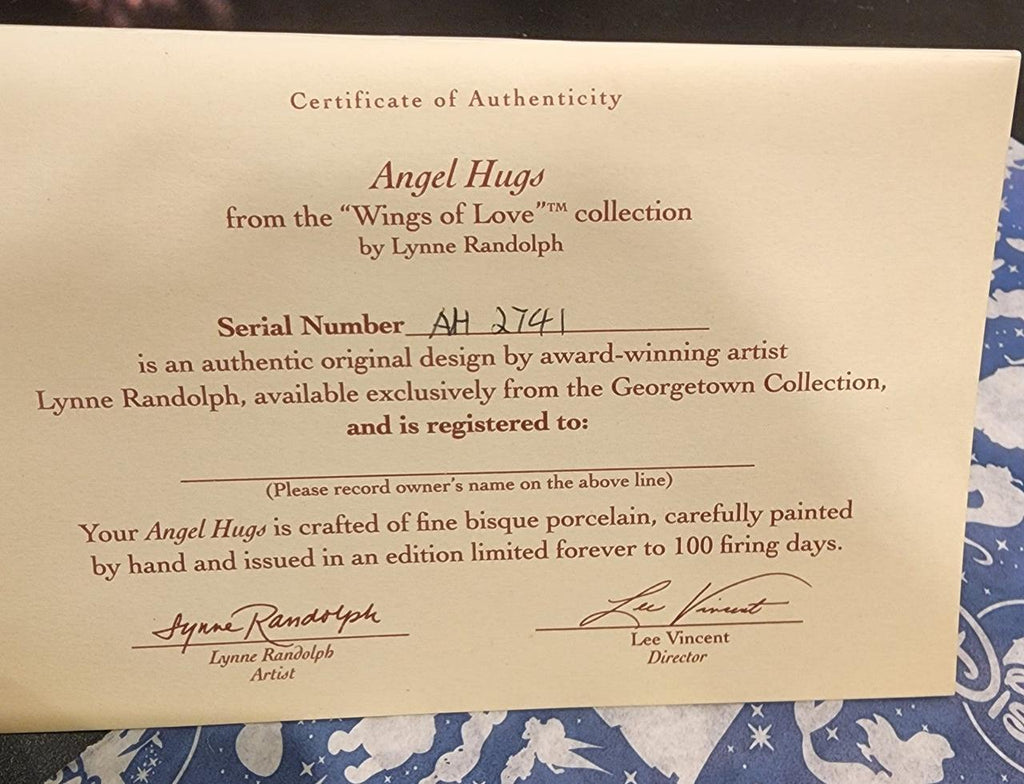 Certificate of Authenticity
Angel Hugs
from the “Wings of Love”™ collection
by Lynne Randolph
Serial Number AH 2741
is an authentic original design by award-winning artist
Lynne Randolph, available exclusively from the Georgetown Collection,
and is registered to:
(Please record owner's name on the above line)
Your Angel Hugs is crafted of fine bisque porcelain, carefully painted
by hand and issued in an edition limited forever to 100 firing days.
Lynne Randolph
Lee Vincent
Lynne Randolph
Artist
Lee Vincent
Director